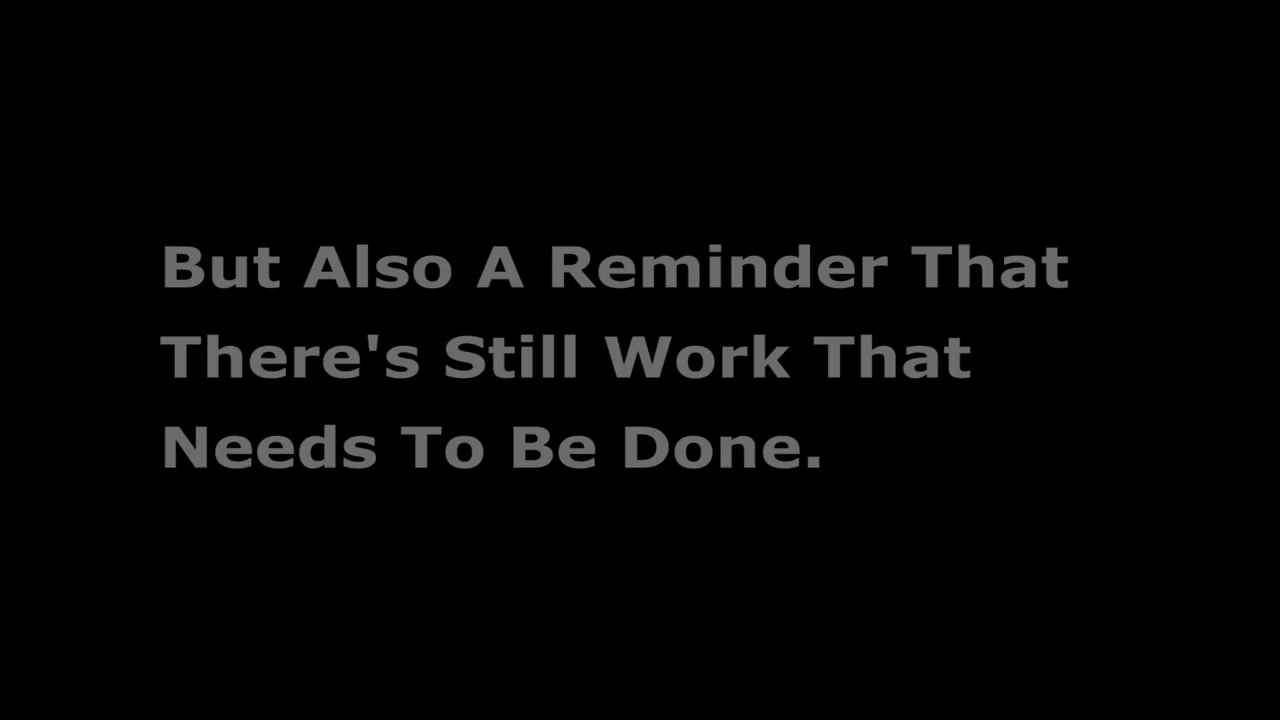 But Also A Reminder That
There's Still Work That
Needs To Be Done.